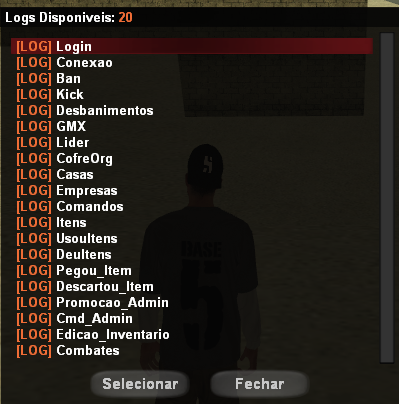 Logs Disponiveis: 20
[LOG] Login
[LOG] Conexao
[LOG] Ban
[LOG] Kick
[LOG] Desbanimentos
[LOG] GMX
[LOG] Lider
[LOG] CofreOrg
[LOG] Casas
[LOG] Empresas
[LOG] Comandos
[LOG] Itens
[LOG] UsouItens
[LOG] DeuItens
[LOG] Pegou_Item
[LOG] Descartou_Item
[LOG] Promocao_Admin
[LOG] Cmd_Admin
[LOG] Edicao_Inventario
[LOG] Combates
Selecionar Fechar